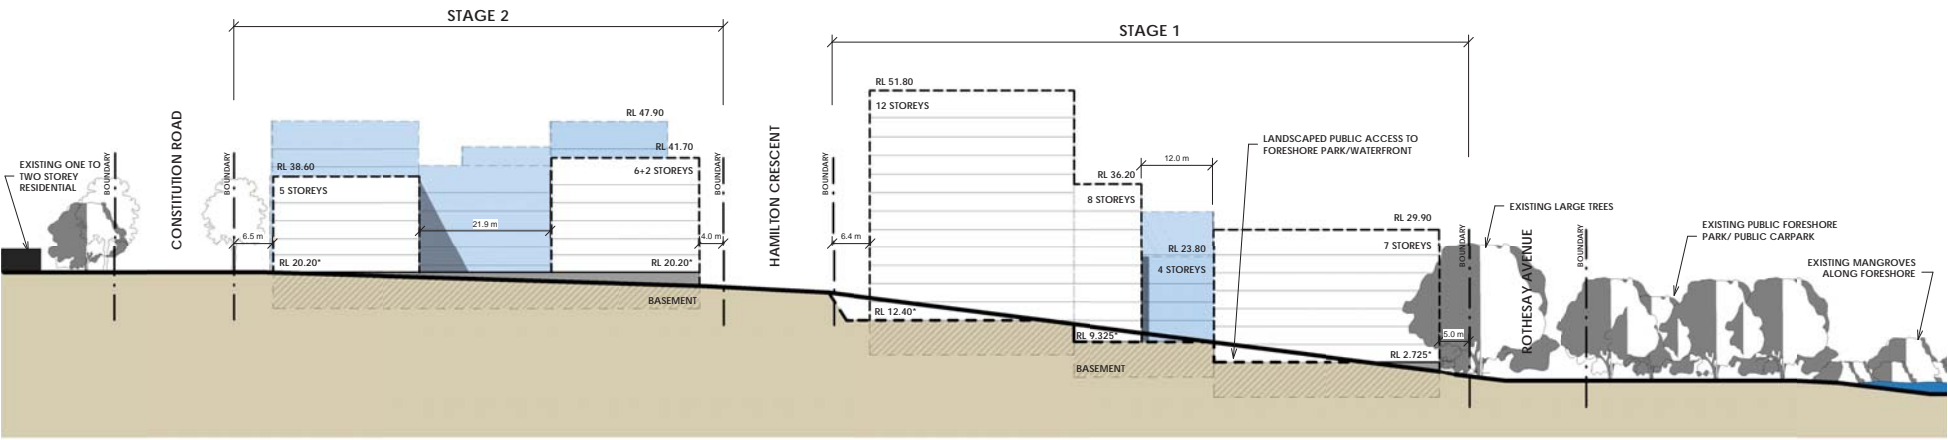 STAGE 2
STAGE 1
EXISTING ONE TO
TWO STOREY
RESIDENTIAL
BOUNDARY
CONSTITUTION ROAD
BOUNDARY
6.5 m
RL 38.60
5 STOREYS
RL 20.20*
21.9 m
RL 47.90
RL 41.70
6+2 STOREYS
RL 20.20*
BASEMENT
4.0 m
BOUNDARY
HAMILTON CRESCENT
BOUNDARY
6.4 m
RL 51.80
12 STOREYS
RL 12.40*
RL 36.20
8 STOREYS
RL 9.325*
BASEMENT
12.0 m
RL 23.80
4 STOREYS
LANDSCAPED PUBLIC ACCESS TO
FORESHORE PARK/WATERFRONT
RL 29.90
7 STOREYS
RL 2.725*
5.0 m
BOUNDARY
EXISTING LARGE TREES
ROTHESAY AVENUE
BOUNDARY
EXISTING PUBLIC FORESHORE
PARK/ PUBLIC CARPARK
EXISTING MANGROVES
ALONG FORESHORE